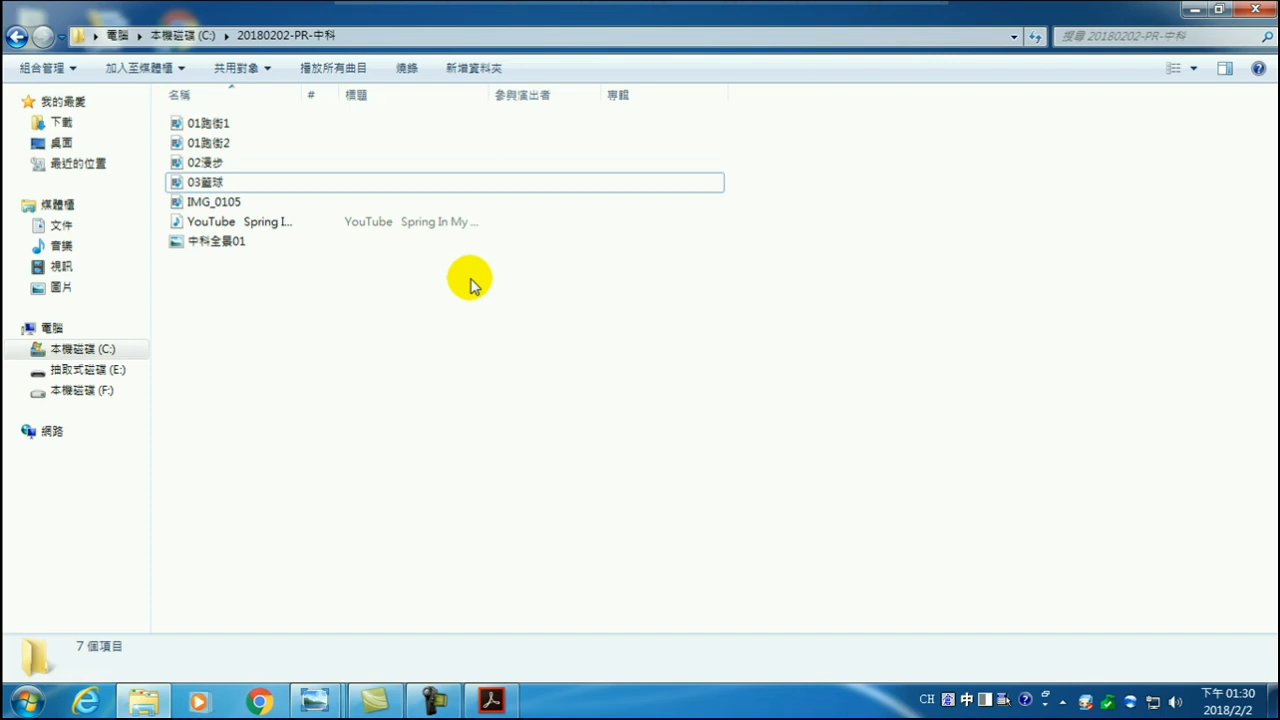 電腦 ▸ 本機磁碟 (C:) ▸ 20180202-PR-中科
搜尋 20180202-PR-中科
組合管理 加入至媒體櫃 共用對象 播放所有曲目 燒錄 新增資料夾
名稱 # 標題 參與演出者 專輯
01跑街1
01跑街2
02漫步
03籃球
IMG_0105
YouTube Spring I... YouTube Spring In My ...
中科全景01
我的最愛
下載
桌面
最近的位置
媒體櫃
文件
音樂
視訊
圖片
電腦
本機磁碟 (C:)
抽取式磁碟 (E:)
本機磁碟 (F:)
網路
7 個項目
CH 中
下午 01:30
2018/2/2